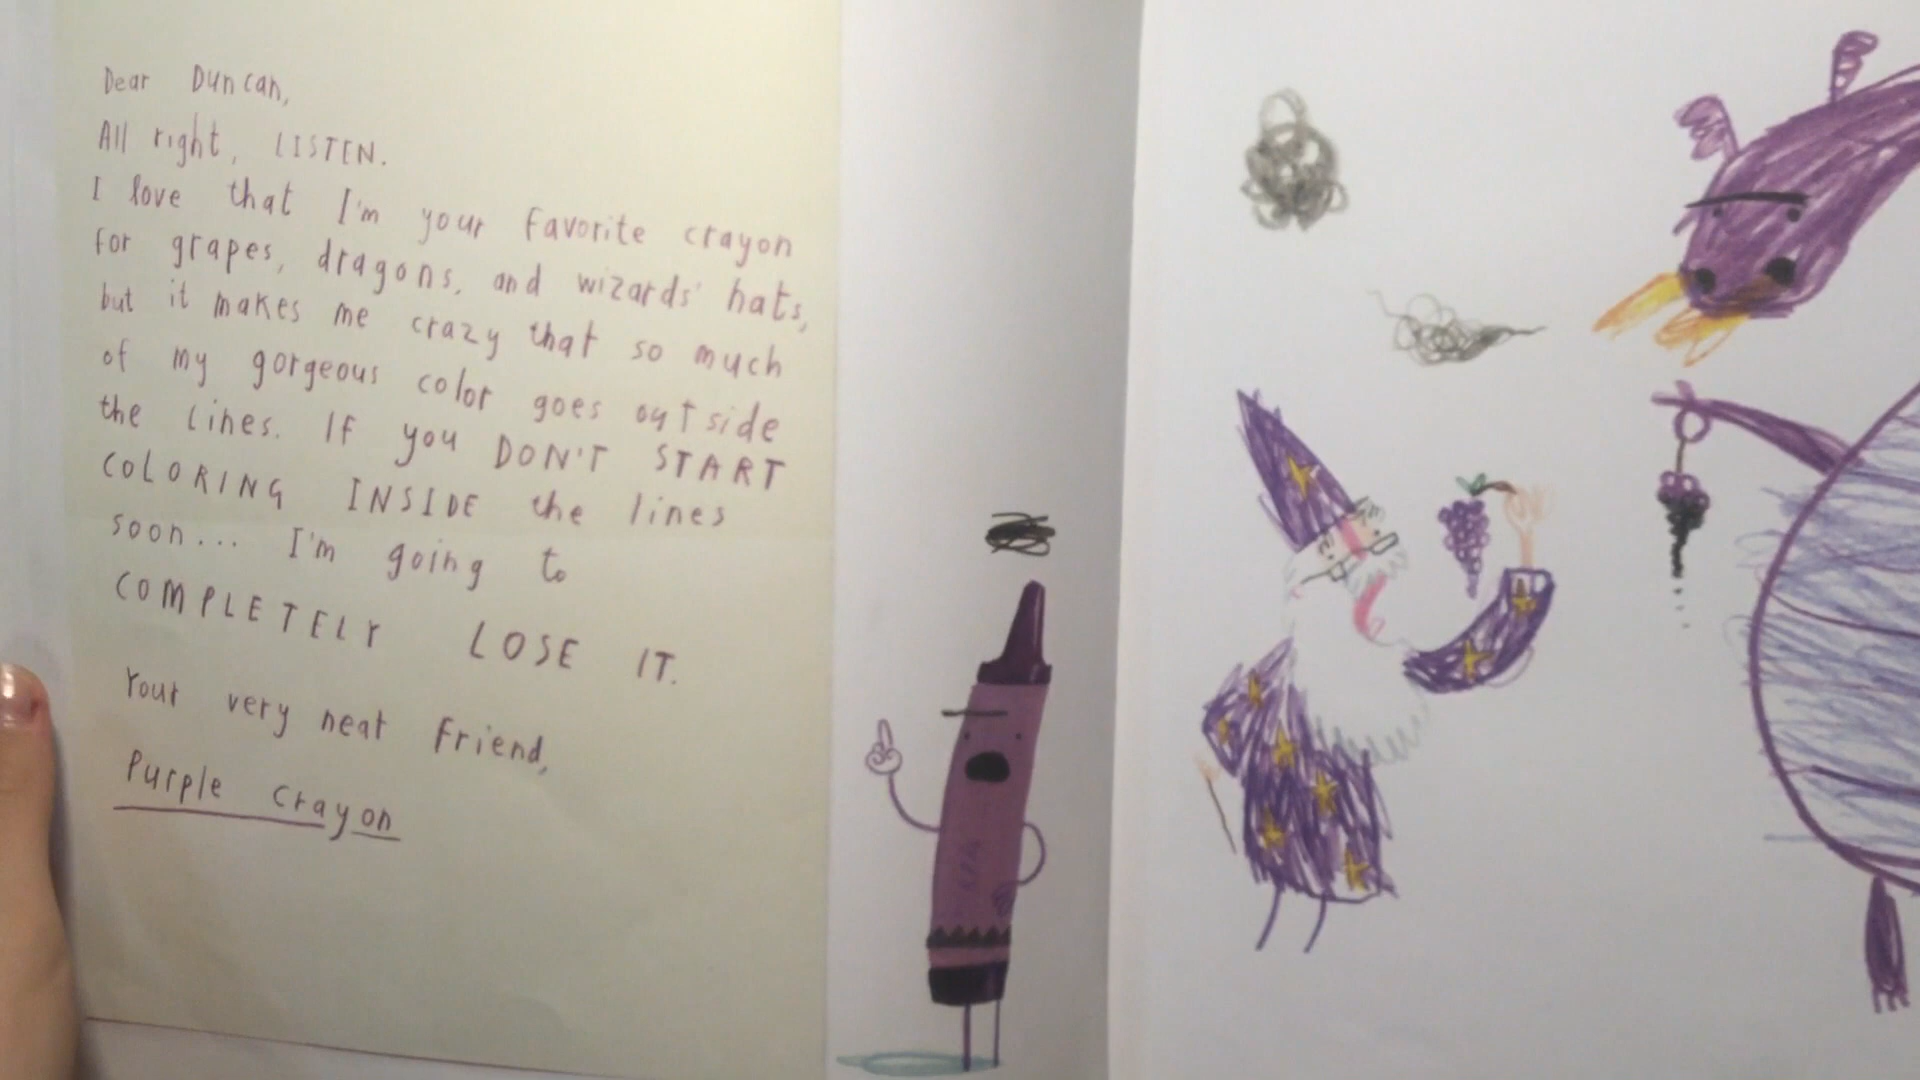 Dear Duncan,
All right, LISTEN.
I love that I'm your favorite crayon
for grapes, dragons, and wizards' hats,
but it makes me crazy that so much
of my gorgeous color goes outside
the lines. If you DON'T START
COLORING INSIDE the lines
soon... I'm going to
COMPLETELY LOSE IT.
Your very neat friend,
Purple Crayon